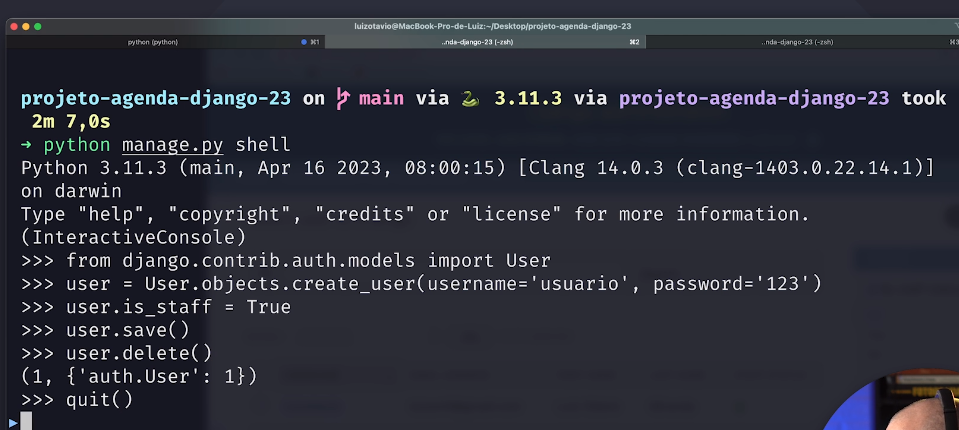 luizotavio@MacBook-Pro-de-Luiz:~/Desktop/projeto-agenda-django-23
python (python) ⌘1 ..nda-django-23 (-zsh) ⌘2 ..nda-django-23 (-zsh) ⌘3
projeto-agenda-django-23 on main via 🐍 3.11.3 via projeto-agenda-django-23 took
2m 7,0s
➜ python manage.py shell
Python 3.11.3 (main, Apr 16 2023, 08:00:15) [Clang 14.0.3 (clang-1403.0.22.14.1)]
on darwin
Type "help", "copyright", "credits" or "license" for more information.
(InteractiveConsole)
>>> from django.contrib.auth.models import User
>>> user = User.objects.create_user(username='usuario', password='123')
>>> user.is_staff = True
>>> user.save()
>>> user.delete()
(1, {'auth.User': 1})
>>> quit()